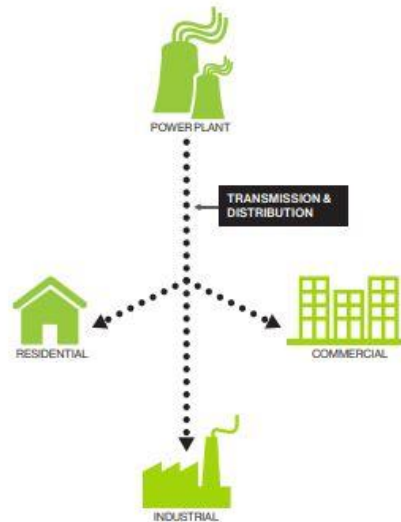 POWER PLANT
TRANSMISSION &
DISTRIBUTION
RESIDENTIAL
COMMERCIAL
INDUSTRIAL